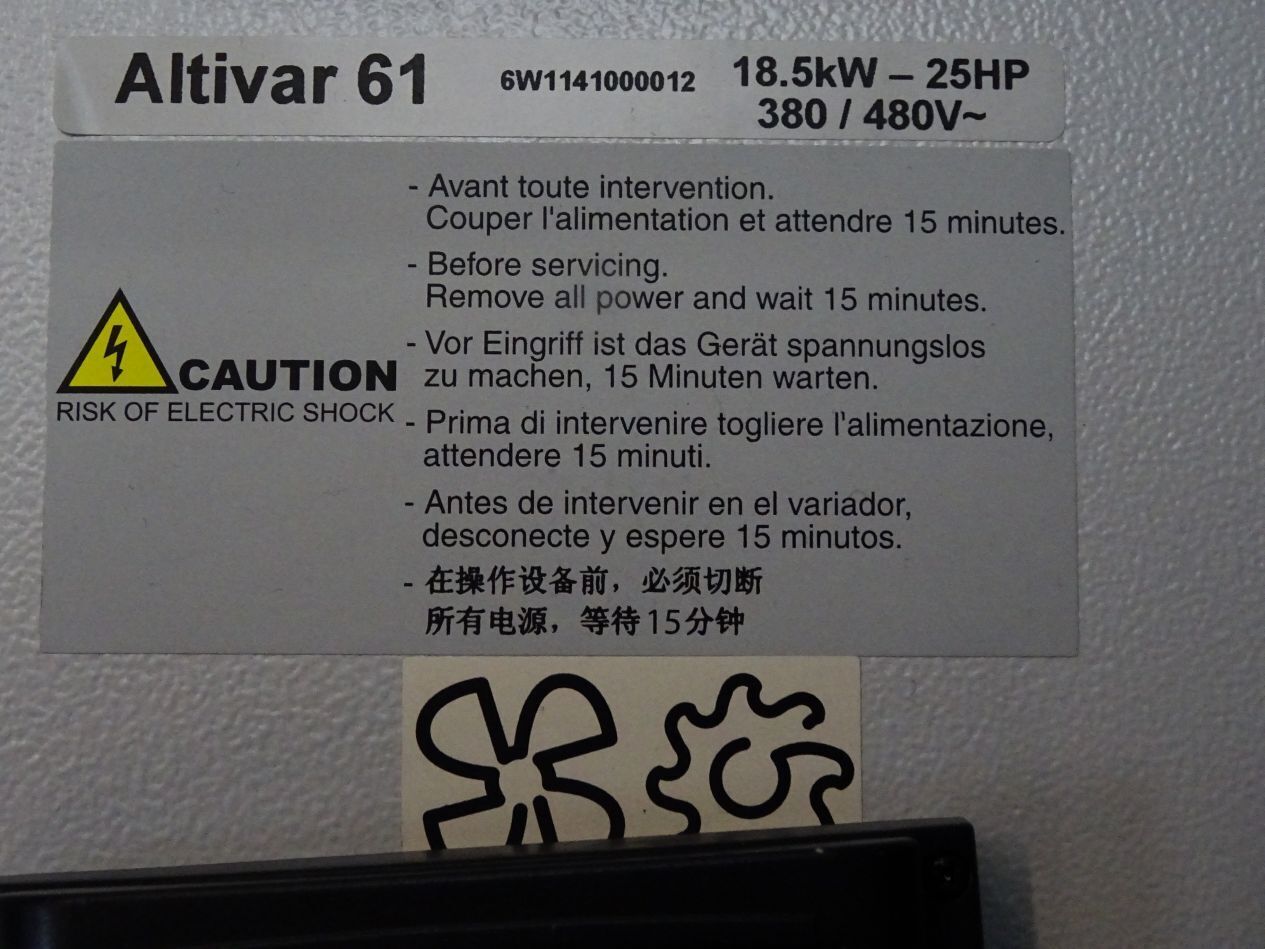 Altivar 61 6W1141000012 18.5kW – 25HP
380 / 480V~
- Avant toute intervention.
Couper l'alimentation et attendre 15 minutes.
- Before servicing.
Remove all power and wait 15 minutes.
- Vor Eingriff ist das Gerät spannungslos
zu machen, 15 Minuten warten.
- Prima di intervenire togliere l'alimentazione,
attendere 15 minuti.
- Antes de intervenir en el variador,
desconecte y espere 15 minutos.
- 在操作设备前，必须切断
所有电源，等待15分钟
CAUTION
RISK OF ELECTRIC SHOCK